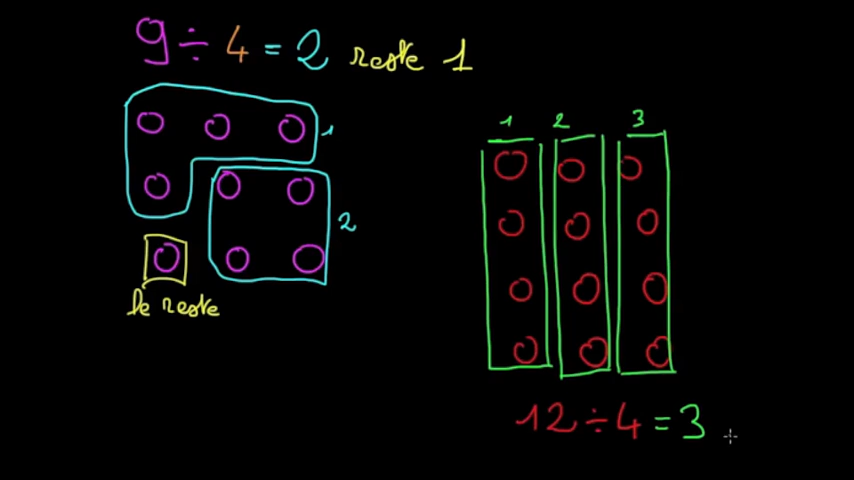 9 ÷ 4 = 2 reste 1
1
2
le reste
1 2 3
12 ÷ 4 = 3